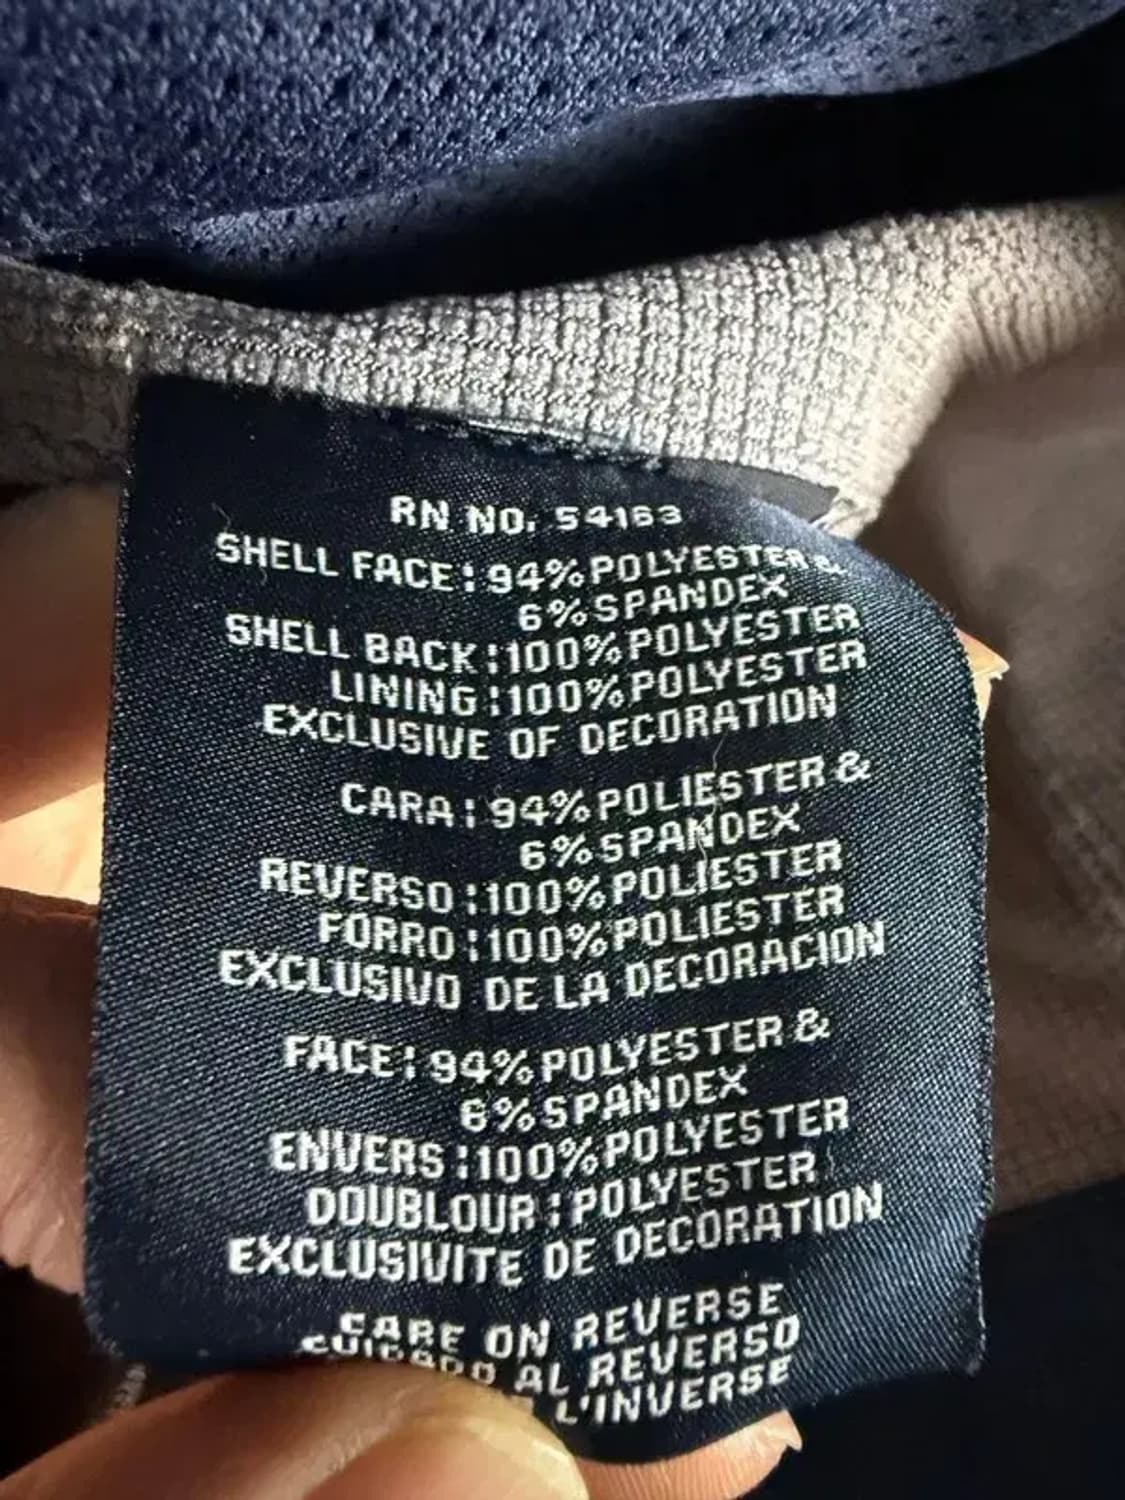 RN NO. 54163
SHELL FACE: 94% POLYESTER &
6% SPANDEX
SHELL BACK: 100% POLYESTER
LINING: 100% POLYESTER
EXCLUSIVE OF DECORATION
CARA: 94% POLIESTER &
6% SPANDEX
REVERSO: 100% POLIESTER
FORRO: 100% POLIESTER
EXCLUSIVO DE LA DECORACION
FACE: 94% POLYESTER &
6% SPANDEX
ENVERS: 100% POLYESTER
DOUBLOUR: POLYESTER
EXCLUSIVITE DE DECORATION
CARE ON REVERSE
CUIDADO AL REVERSO
L'INVERSE